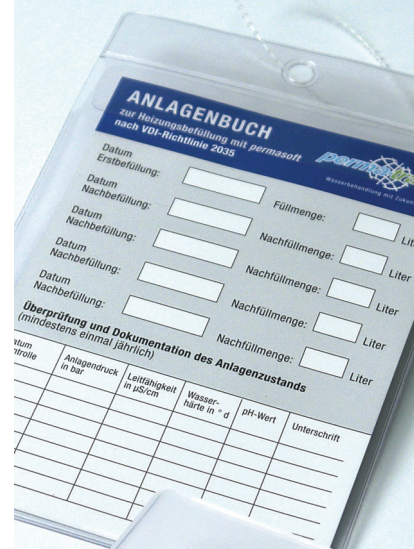 ANLAGENBUCH
zur Heizungsbefüllung mit permasoft
nach VDI-Richtlinie 2035
Wasserbehandlung mit
Datum
Erstbefüllung:
Füllmenge:
Datum
Nachbefüllung:
Nachfüllmenge:
Liter
Datum
Nachbefüllung:
Nachfüllmenge:
Liter
Datum
Nachbefüllung:
Nachfüllmenge:
Liter
Datum
Nachbefüllung:
Nachfüllmenge:
Liter
Überprüfung und Dokumentation des Anlagenzustands
(mindestens einmal jährlich)
Anlagendruck
in bar
Leitfähigkeit
in µS/cm
Wasser-
härte in ° d
pH-Wert
Unterschrift